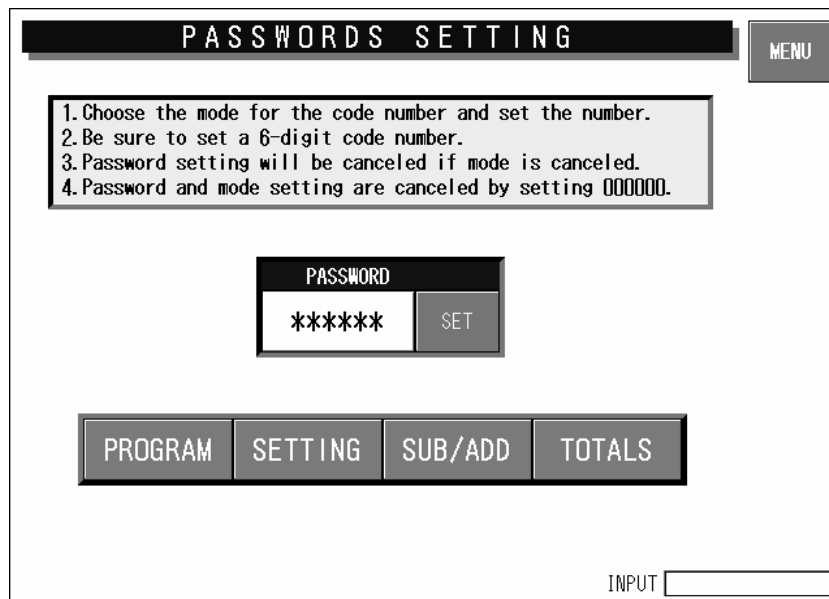 PASSWORDS SETTING
MENU
1.Choose the mode for the code number and set the number.
2.Be sure to set a 6-digit code number.
3.Password setting will be canceled if mode is canceled.
4.Password and mode setting are canceled by setting 000000.
PASSWORD
****** SET
PROGRAM SETTING SUB/ADD TOTALS
INPUT